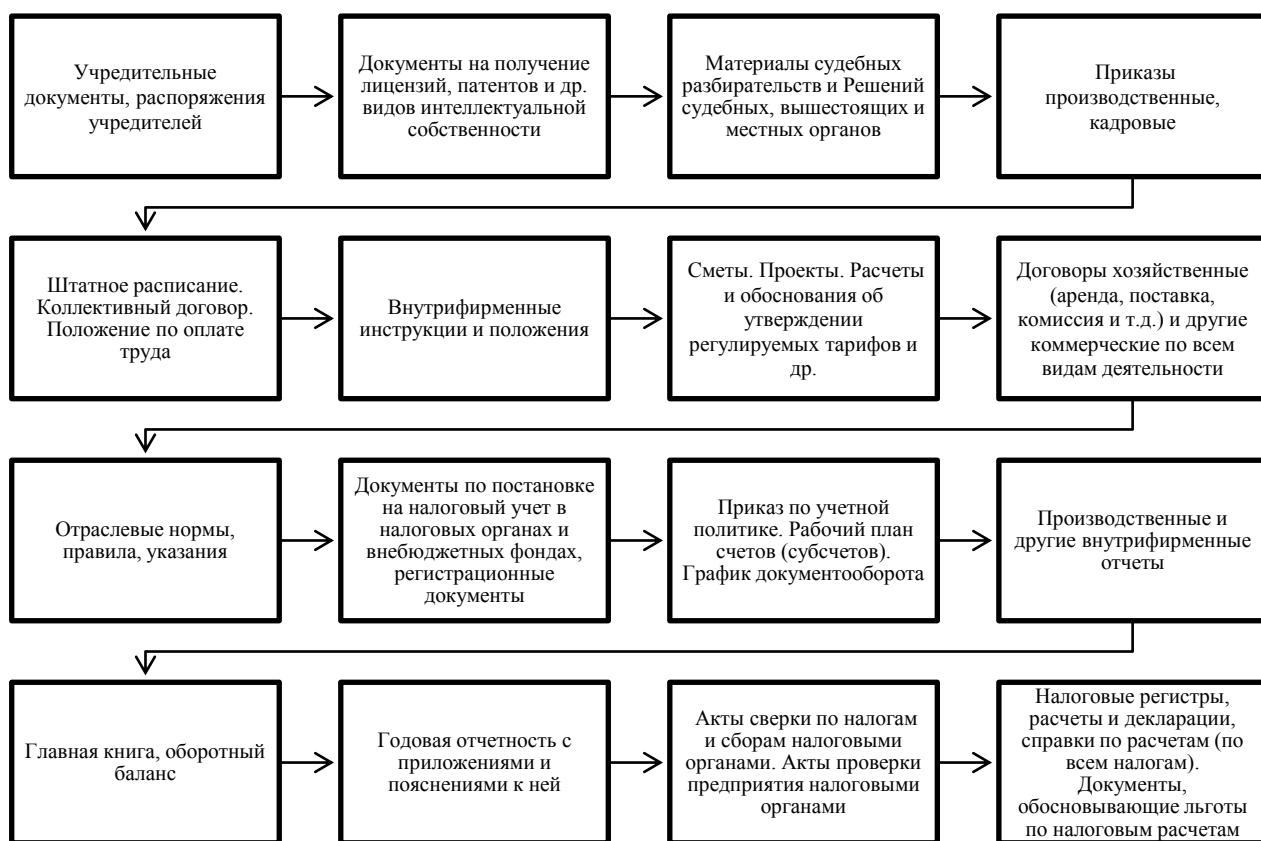 Учредительные
документы, распоряжения
учредителей
Документы на получение
лицензий, патентов и др.
видов интеллектуальной
собственности
Материалы судебных
разбирательств и Решений
судебных, вышестоящих и
местных органов
Приказы
производственные,
кадровые
Штатное расписание.
Коллективный договор.
Положение по оплате
труда
Внутрифирменные
инструкции и положения
Сметы. Проекты. Расчеты
и обоснования об
утверждении
регулируемых тарифов и
др.
Договоры хозяйственные
(аренда, поставка,
комиссия и т.д.) и другие
коммерческие по всем
видам деятельности
Отраслевые нормы,
правила, указания
Документы по постановке
на налоговый учет в
налоговых органах и
внебюджетных фондах,
регистрационные
документы
Приказ по учетной
политике. Рабочий план
счетов (субсчетов).
График документооборота
Производственные и
другие внутрифирменные
отчеты
Главная книга, оборотный
баланс
Годовая отчетность с
приложениями и
пояснениями к ней
Акты сверки по налогам
и сборам налоговыми
органами. Акты проверки
предприятия налоговыми
органами
Налоговые регистры,
расчеты и декларации,
справки по расчетам (по
всем налогам).
Документы,
обосновывающие льготы
по налоговым расчетам